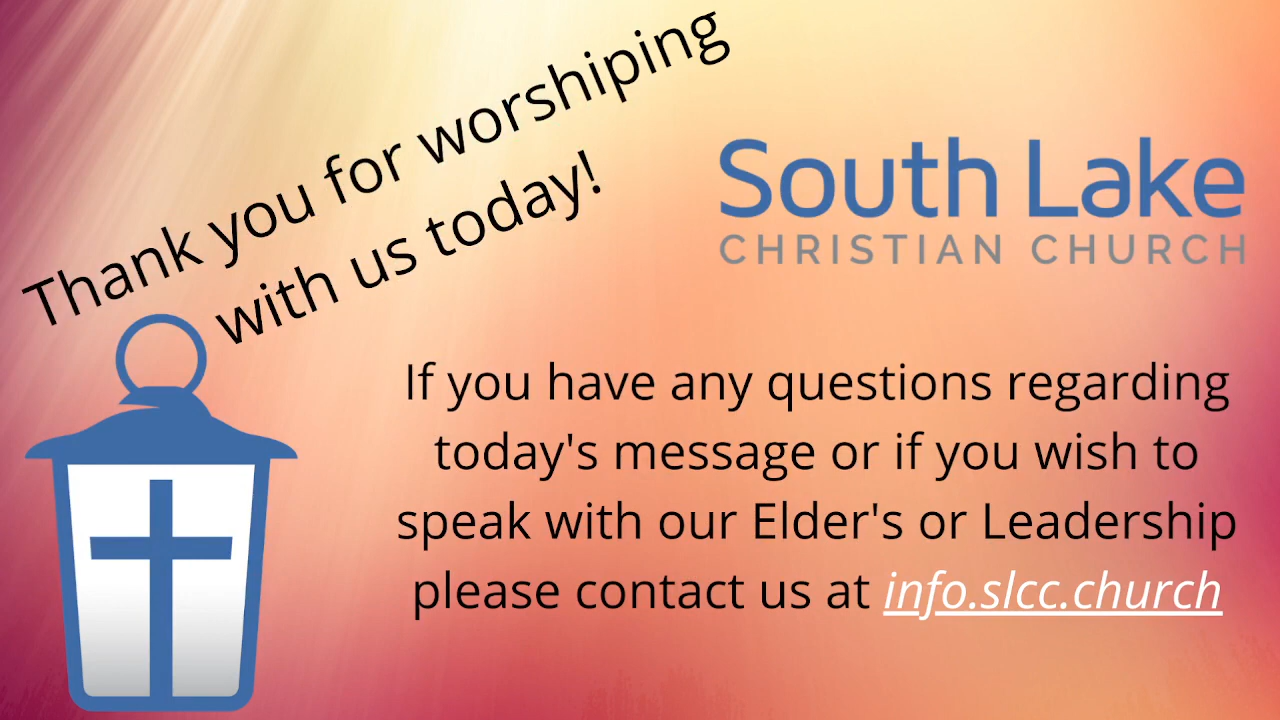 Thank you for worshiping
with us today!
South Lake
CHRISTIAN CHURCH
If you have any questions regarding
today's message or if you wish to
speak with our Elder's or Leadership
please contact us at info.slcc.church